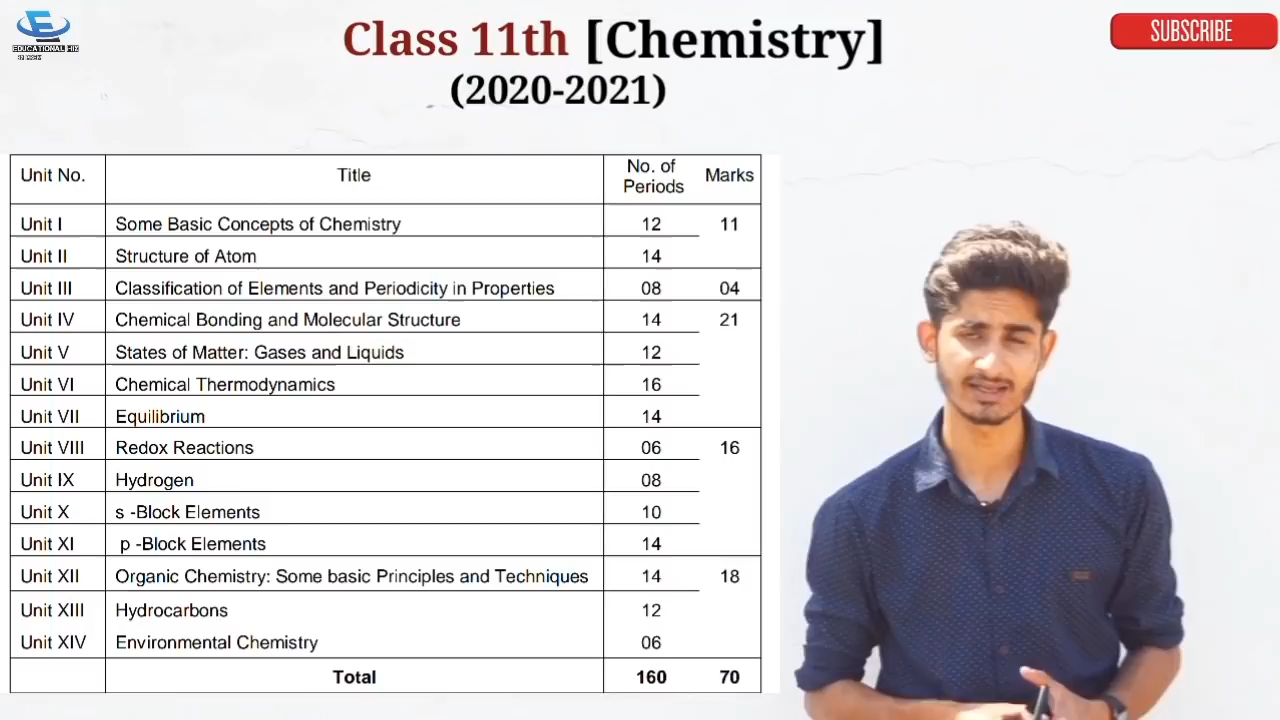 EDUCATIONAL
Class 11th [Chemistry]
(2020-2021)
SUBSCRIBE
Unit No. Title No. of Periods Marks
Unit I Some Basic Concepts of Chemistry 12 11
Unit II Structure of Atom 14
Unit III Classification of Elements and Periodicity in Properties 08 04
Unit IV Chemical Bonding and Molecular Structure 14 21
Unit V States of Matter: Gases and Liquids 12
Unit VI Chemical Thermodynamics 16
Unit VII Equilibrium 14
Unit VIII Redox Reactions 06 16
Unit IX Hydrogen 08
Unit X s -Block Elements 10
Unit XI p -Block Elements 14
Unit XII Organic Chemistry: Some basic Principles and Techniques 14 18
Unit XIII Hydrocarbons 12
Unit XIV Environmental Chemistry 06
Total 160 70